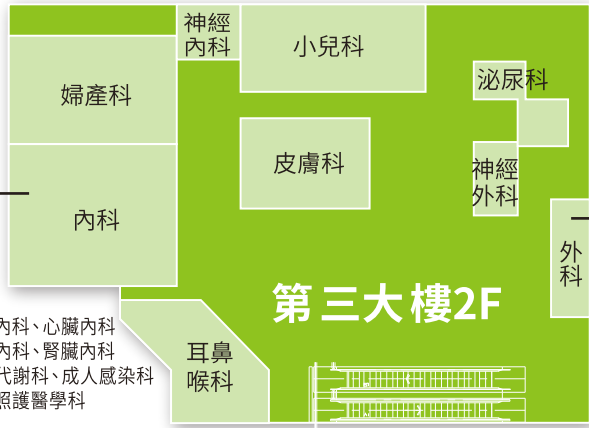 神經
內科
小兒科
婦產科
泌尿科
皮膚科
神經
外科
內科
外
科
第三大樓2F
內科、心臟內科
內科、腎臟內科
代謝科、成人感染科
照護醫學科
耳鼻
喉科